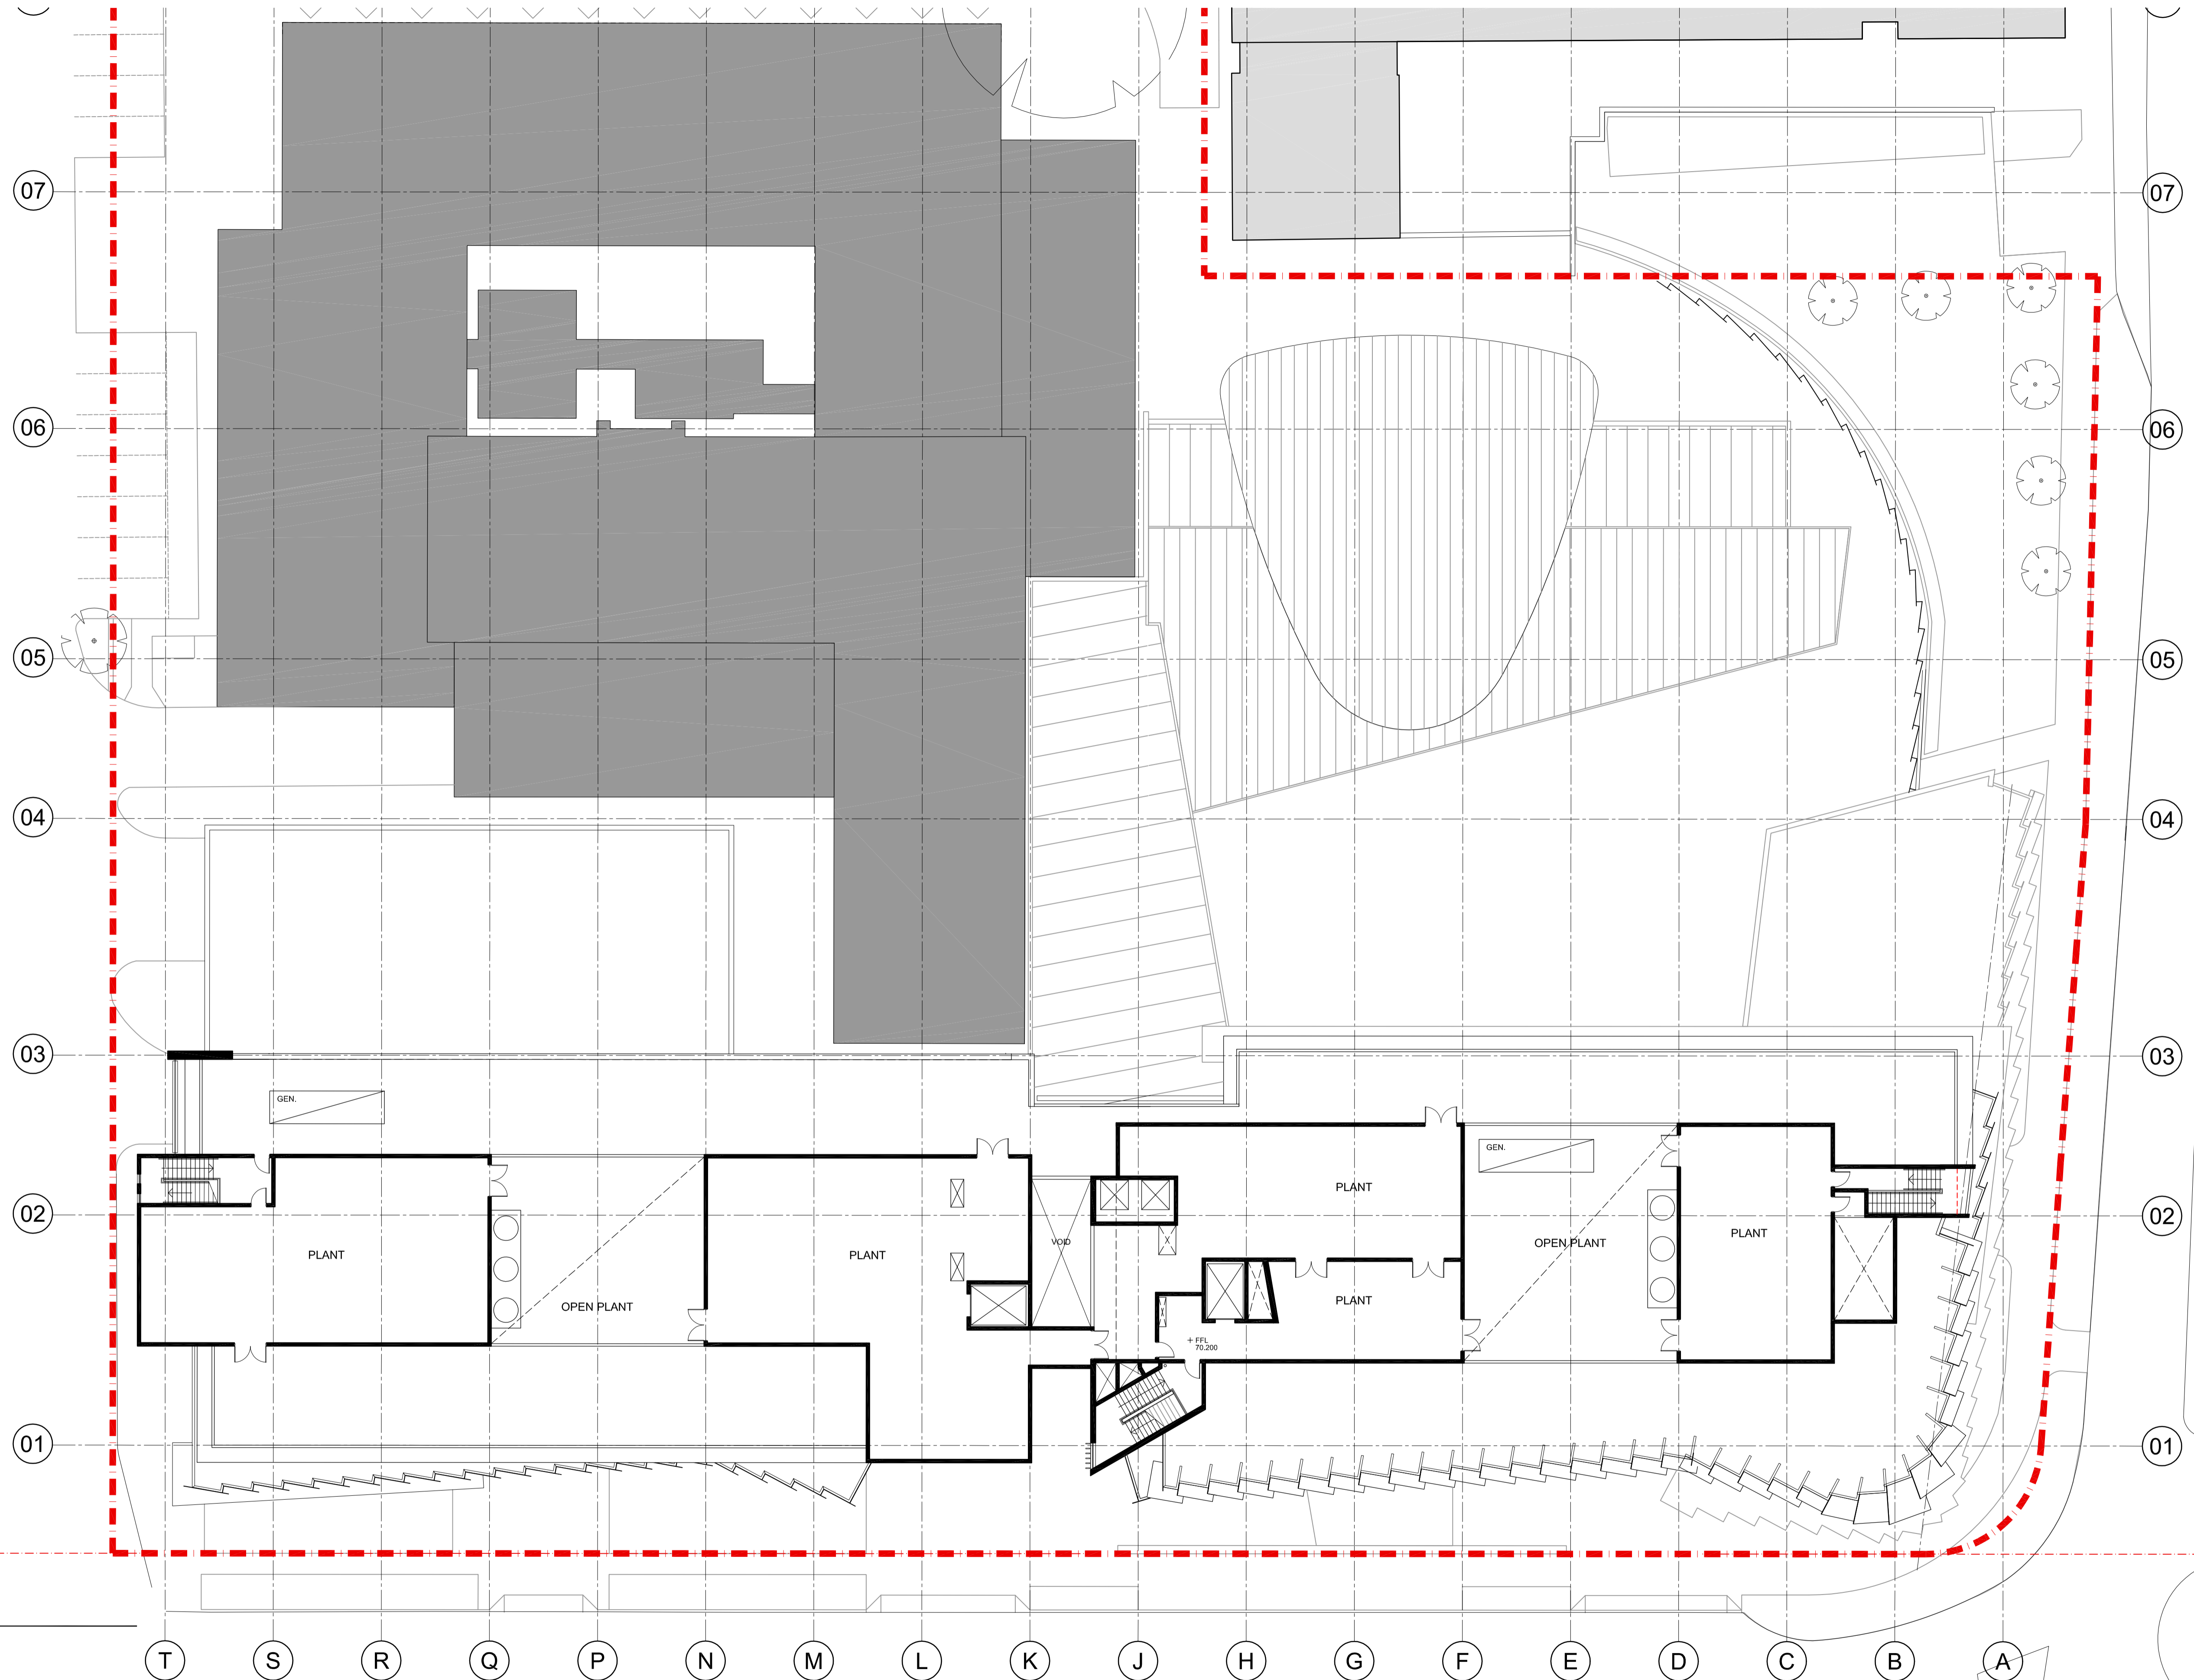 07
07
06
06
05
05
04
04
03
03
GEN.
GEN.
PLANT
02
02
PLANT
OPEN PLANT
PLANT
VOID
OPEN PLANT
PLANT
PLANT
+ FFL
70.200
01
01
T S R Q P N M L K J H G F E D C B A